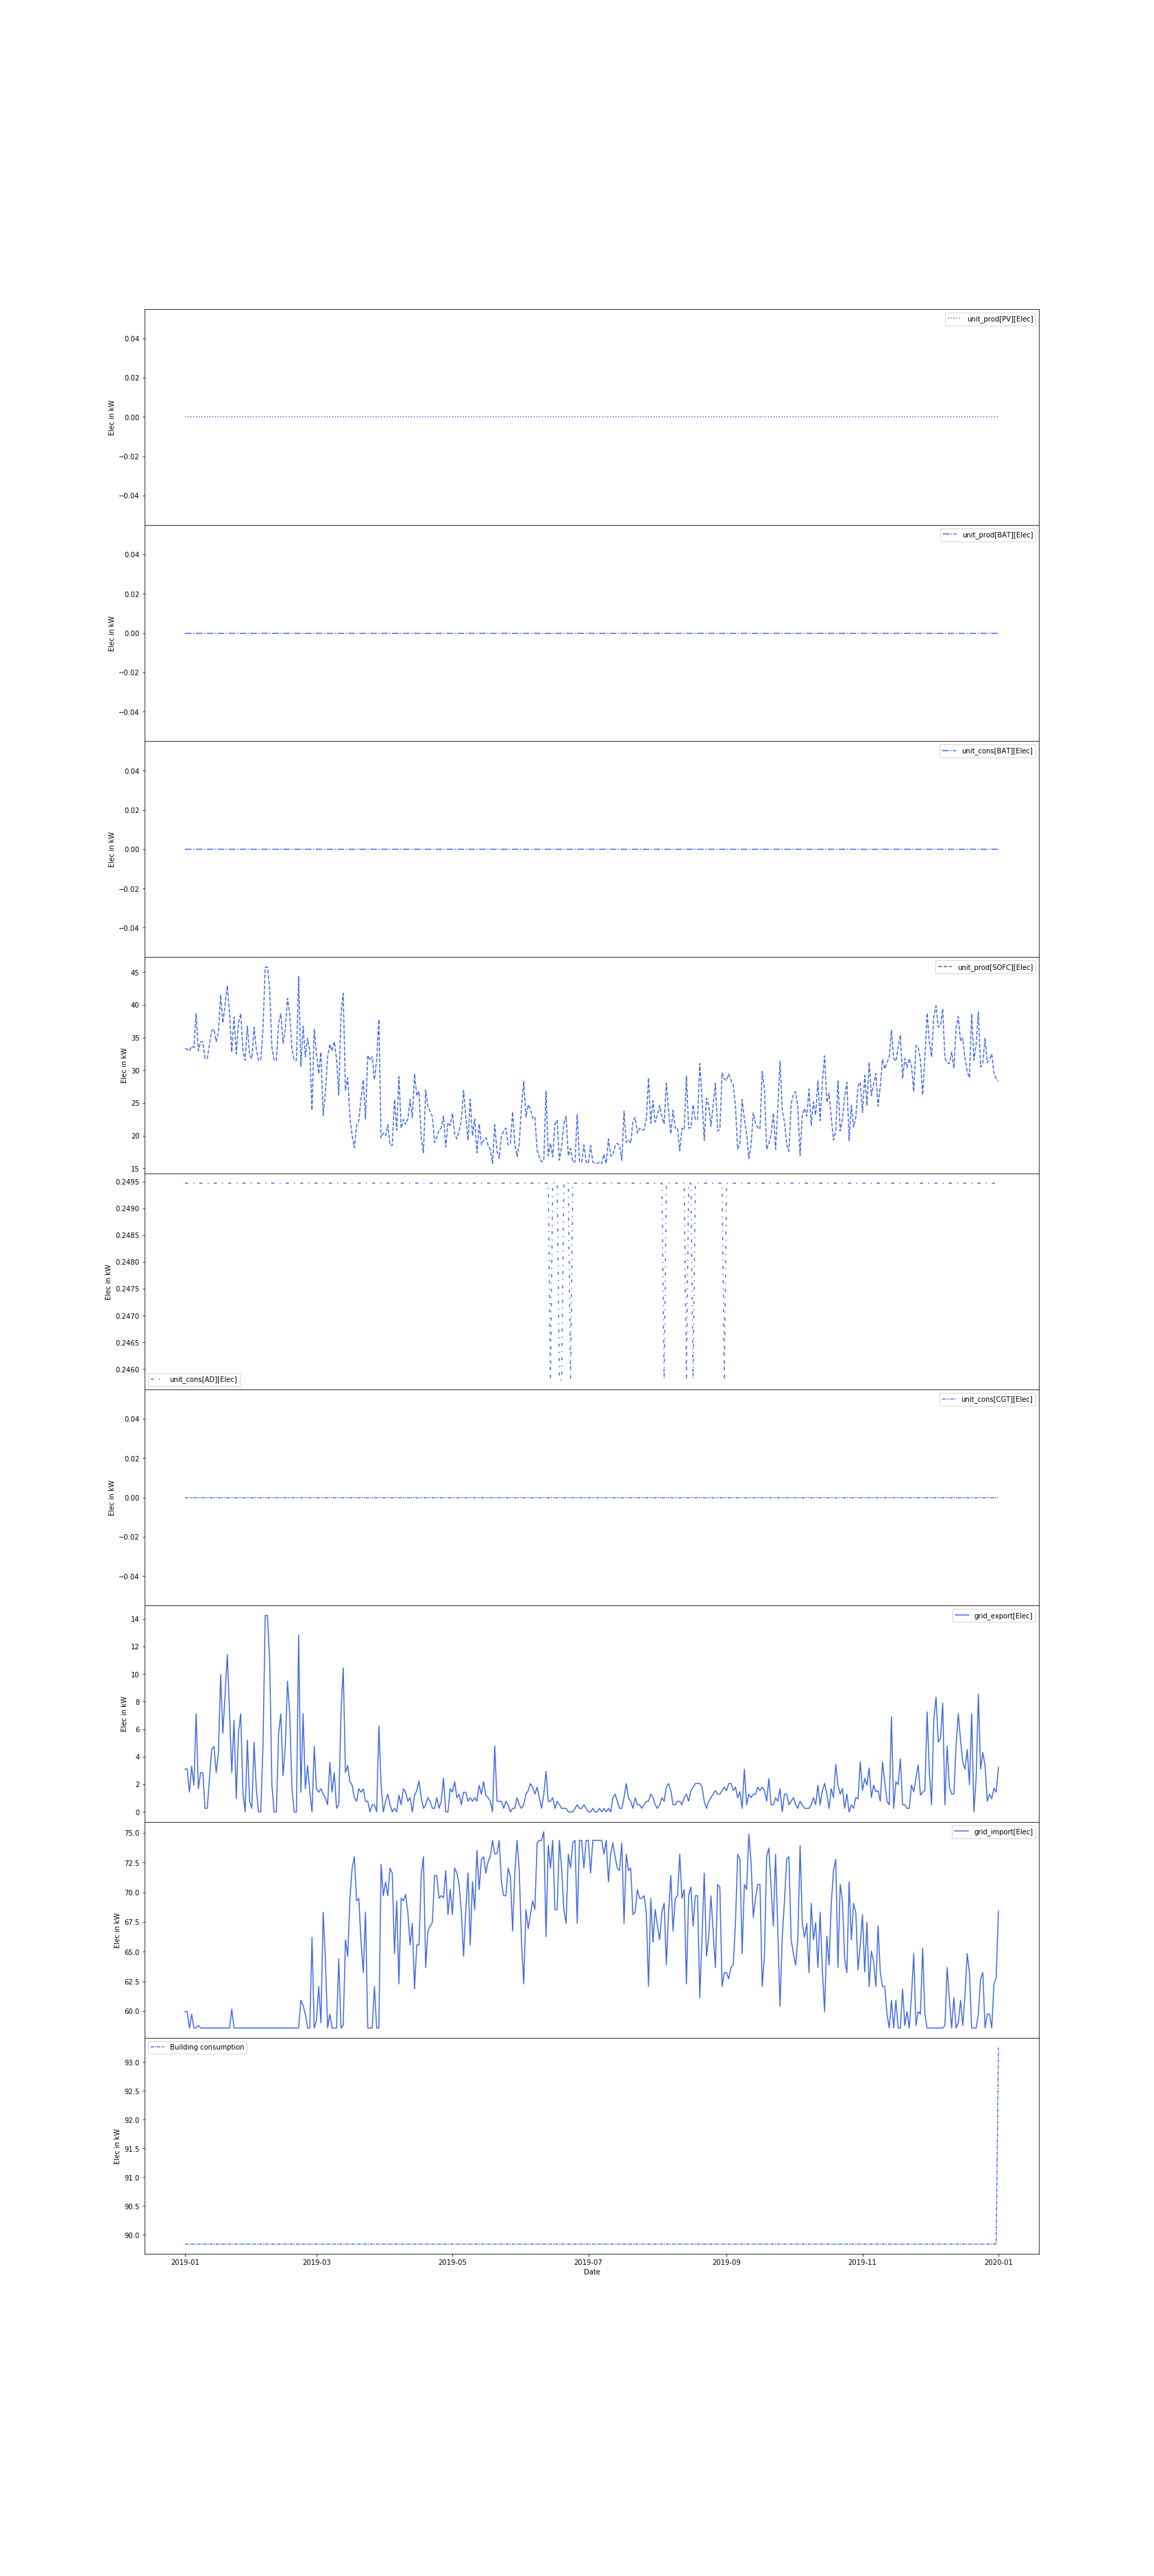 unit_prod[PV][Elec]
0.04
0.02
0.00
−0.02
−0.04
Elec in kW
unit_prod[BAT][Elec]
0.04
0.02
0.00
−0.02
−0.04
Elec in kW
unit_cons[BAT][Elec]
0.04
0.02
0.00
−0.02
−0.04
Elec in kW
unit_prod[SOFC][Elec]
45
40
35
30
25
20
15
Elec in kW
0.2495
0.2490
0.2485
0.2480
0.2475
0.2470
0.2465
0.2460
Elec in kW
unit_cons[AD][Elec]
unit_cons[CGT][Elec]
0.04
0.02
0.00
−0.02
−0.04
Elec in kW
grid_export[Elec]
14
12
10
8
6
4
2
0
Elec in kW
grid_import[Elec]
75.0
72.5
70.0
67.5
65.0
62.5
60.0
Elec in kW
Building consumption
93.0
92.5
92.0
91.5
91.0
90.5
90.0
Elec in kW
2019-01 2019-03 2019-05 2019-07 2019-09 2019-11 2020-01
Date